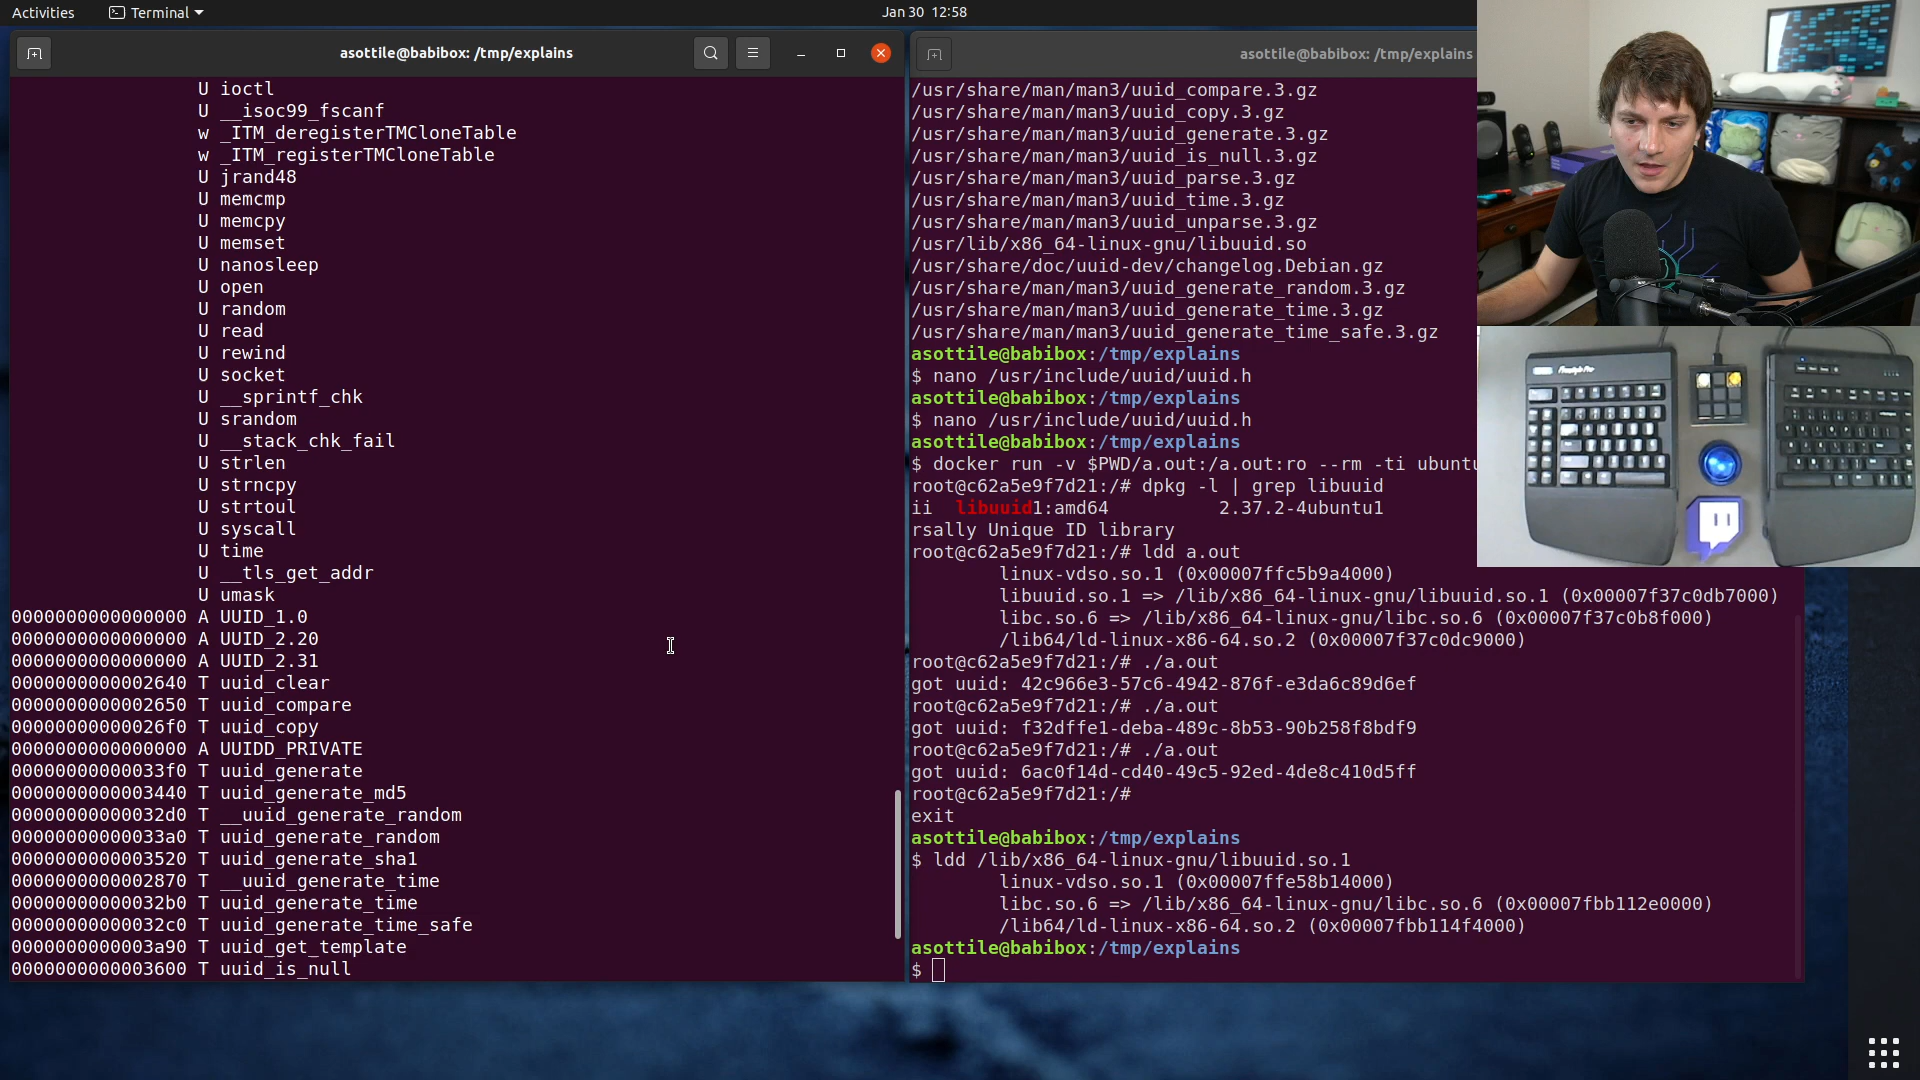 Activities
Terminal
Jan 30 12:58
asottile@babibox: /tmp/explains
U ioctl
U __isoc99_fscanf
w _ITM_deregisterTMCloneTable
w _ITM_registerTMCloneTable
U jrand48
U memcmp
U memcpy
U memset
U nanosleep
U open
U random
U read
U rewind
U socket
U __sprintf_chk
U srandom
U __stack_chk_fail
U strlen
U strncpy
U strtoul
U syscall
U time
U __tls_get_addr
U umask
0000000000000000 A UUID_1.0
0000000000000000 A UUID_2.20
0000000000000000 A UUID_2.31
0000000000002640 T uuid_clear
0000000000002650 T uuid_compare
00000000000026f0 T uuid_copy
0000000000000000 A UUIDD_PRIVATE
00000000000033f0 T uuid_generate
0000000000003440 T uuid_generate_md5
00000000000032d0 T __uuid_generate_random
00000000000033a0 T uuid_generate_random
0000000000003520 T uuid_generate_sha1
0000000000002870 T __uuid_generate_time
00000000000032b0 T uuid_generate_time
00000000000032c0 T uuid_generate_time_safe
0000000000003a90 T uuid_get_template
0000000000003600 T uuid_is_null
asottile@babibox: /tmp/explains
/usr/share/man/man3/uuid_compare.3.gz
/usr/share/man/man3/uuid_copy.3.gz
/usr/share/man/man3/uuid_generate.3.gz
/usr/share/man/man3/uuid_is_null.3.gz
/usr/share/man/man3/uuid_parse.3.gz
/usr/share/man/man3/uuid_time.3.gz
/usr/share/man/man3/uuid_unparse.3.gz
/usr/lib/x86_64-linux-gnu/libuuid.so
/usr/share/doc/uuid-dev/changelog.Debian.gz
/usr/share/man/man3/uuid_generate_random.3.gz
/usr/share/man/man3/uuid_generate_time.3.gz
/usr/share/man/man3/uuid_generate_time_safe.3.gz
asottile@babibox:/tmp/explains
$ nano /usr/include/uuid/uuid.h
asottile@babibox:/tmp/explains
$ nano /usr/include/uuid/uuid.h
asottile@babibox:/tmp/explains
$ docker run -v $PWD/a.out:/a.out:ro --rm -ti ubuntu
root@c62a5e9f7d21:/# dpkg -l | grep libuuid
ii libuuid1:amd64 2.37.2-4ubuntu1
rsally Unique ID library
root@c62a5e9f7d21:/# ldd a.out
linux-vdso.so.1 (0x00007ffc5b9a4000)
libuuid.so.1 => /lib/x86_64-linux-gnu/libuuid.so.1 (0x00007f37c0db7000)
libc.so.6 => /lib/x86_64-linux-gnu/libc.so.6 (0x00007f37c0b8f000)
/lib64/ld-linux-x86-64.so.2 (0x00007f37c0dc9000)
root@c62a5e9f7d21:/# ./a.out
got uuid: 42c966e3-57c6-4942-876f-e3da6c89d6ef
root@c62a5e9f7d21:/# ./a.out
got uuid: f32dffe1-deba-489c-8b53-90b258f8bdf9
root@c62a5e9f7d21:/# ./a.out
got uuid: 6ac0f14d-cd40-49c5-92ed-4de8c410d5ff
root@c62a5e9f7d21:/#
exit
asottile@babibox:/tmp/explains
$ ldd /lib/x86_64-linux-gnu/libuuid.so.1
linux-vdso.so.1 (0x00007ffe58b14000)
libc.so.6 => /lib/x86_64-linux-gnu/libc.so.6 (0x00007fbb112e0000)
/lib64/ld-linux-x86-64.so.2 (0x00007fbb114f4000)
asottile@babibox:/tmp/explains
$